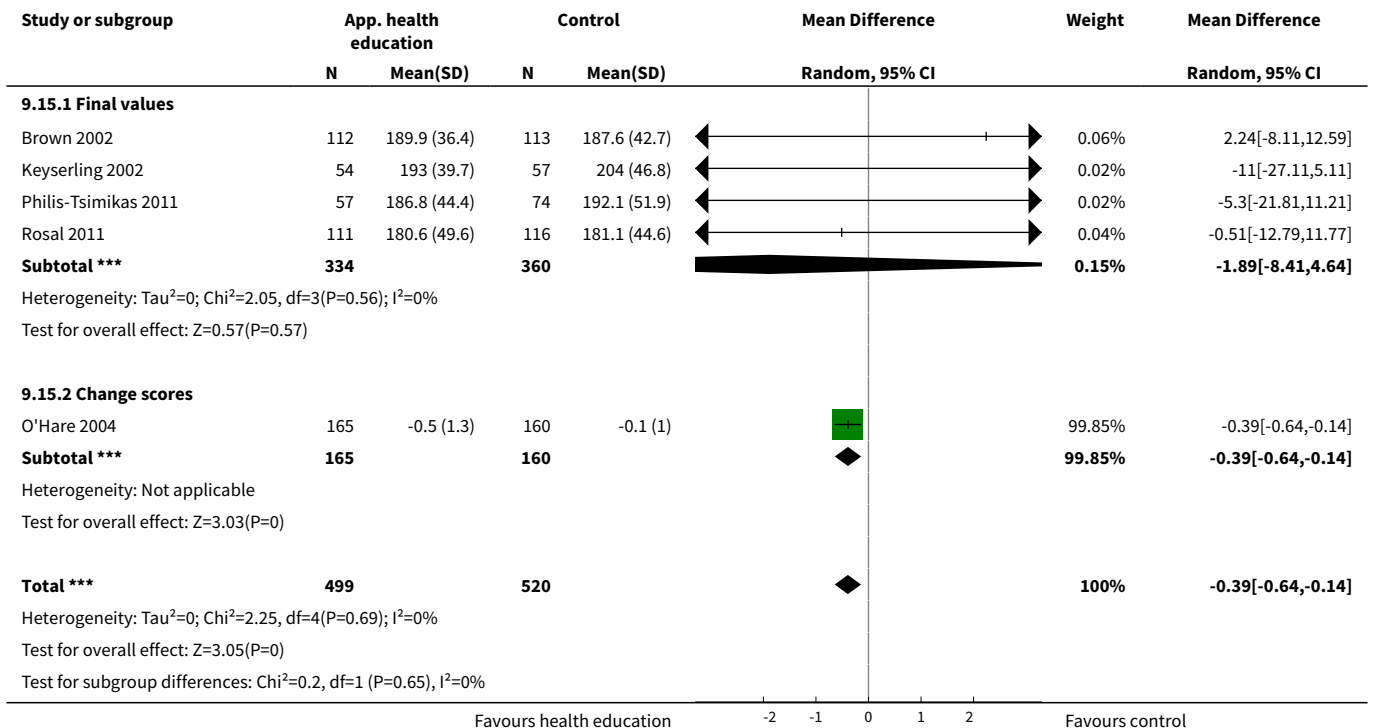 Study or subgroup App. health education Control Mean Difference Weight Mean Difference
N Mean(SD) N Mean(SD) Random, 95% CI Random, 95% CI
9.15.1 Final values
Brown 2002 112 189.9 (36.4) 113 187.6 (42.7) 0.06% 2.24[-8.11,12.59]
Keyserling 2002 54 193 (39.7) 57 204 (46.8) 0.02% -11[-27.11,5.11]
Philis-Tsimikas 2011 57 186.8 (44.4) 74 192.1 (51.9) 0.02% -5.3[-21.81,11.21]
Rosal 2011 111 180.6 (49.6) 116 181.1 (44.6) 0.04% -0.51[-12.79,11.77]
Subtotal *** 334 360 0.15% -1.89[-8.41,4.64]
Heterogeneity: Tau²=0; Chi²=2.05, df=3(P=0.56); I²=0%
Test for overall effect: Z=0.57(P=0.57)
9.15.2 Change scores
O'Hare 2004 165 -0.5 (1.3) 160 -0.1 (1) 99.85% -0.39[-0.64,-0.14]
Subtotal *** 165 160 99.85% -0.39[-0.64,-0.14]
Heterogeneity: Not applicable
Test for overall effect: Z=3.03(P=0)
Total *** 499 520 100% -0.39[-0.64,-0.14]
Heterogeneity: Tau²=0; Chi²=2.25, df=4(P=0.69); I²=0%
Test for overall effect: Z=3.05(P=0)
Test for subgroup differences: Chi²=0.2, df=1 (P=0.65), I²=0%
Favours health education -2 -1 0 1 2 Favours control